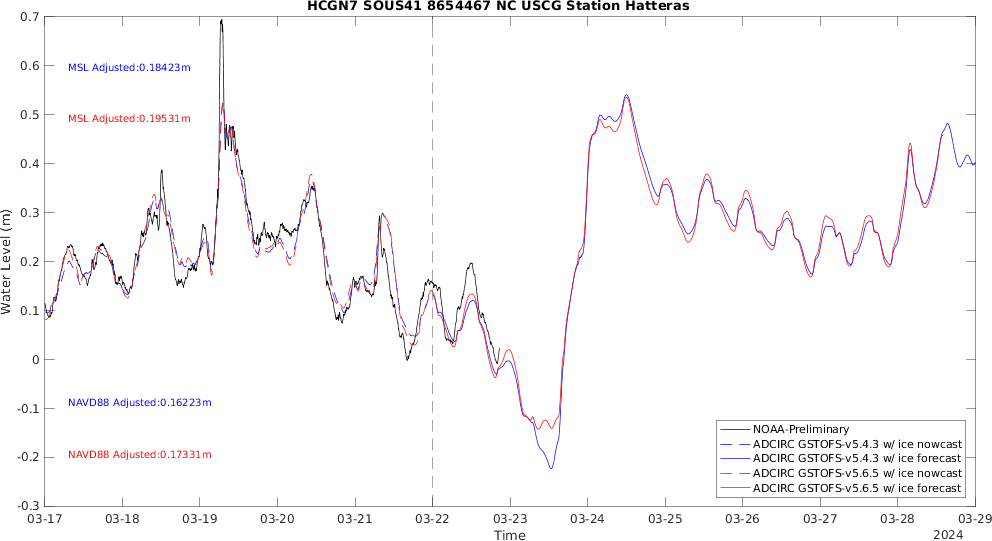 HCGN7 SOUS41 8654467 NC USCG Station Hatteras
0.7
0.6
0.5
0.4
0.3
0.2
0.1
0
-0.1
-0.2
-0.3
Water Level (m)
MSL Adjusted:0.18423m
MSL Adjusted:0.19531m
NAVD88 Adjusted:0.16223m
NAVD88 Adjusted:0.17331m
NOAA-Preliminary
ADCIRC GSTOFS-v5.4.3 w/ ice nowcast
ADCIRC GSTOFS-v5.4.3 w/ ice forecast
ADCIRC GSTOFS-v5.6.5 w/ ice nowcast
ADCIRC GSTOFS-v5.6.5 w/ ice forecast
03-17 03-18 03-19 03-20 03-21 03-22 03-23 03-24 03-25 03-26 03-27 03-28 03-29
Time
2024